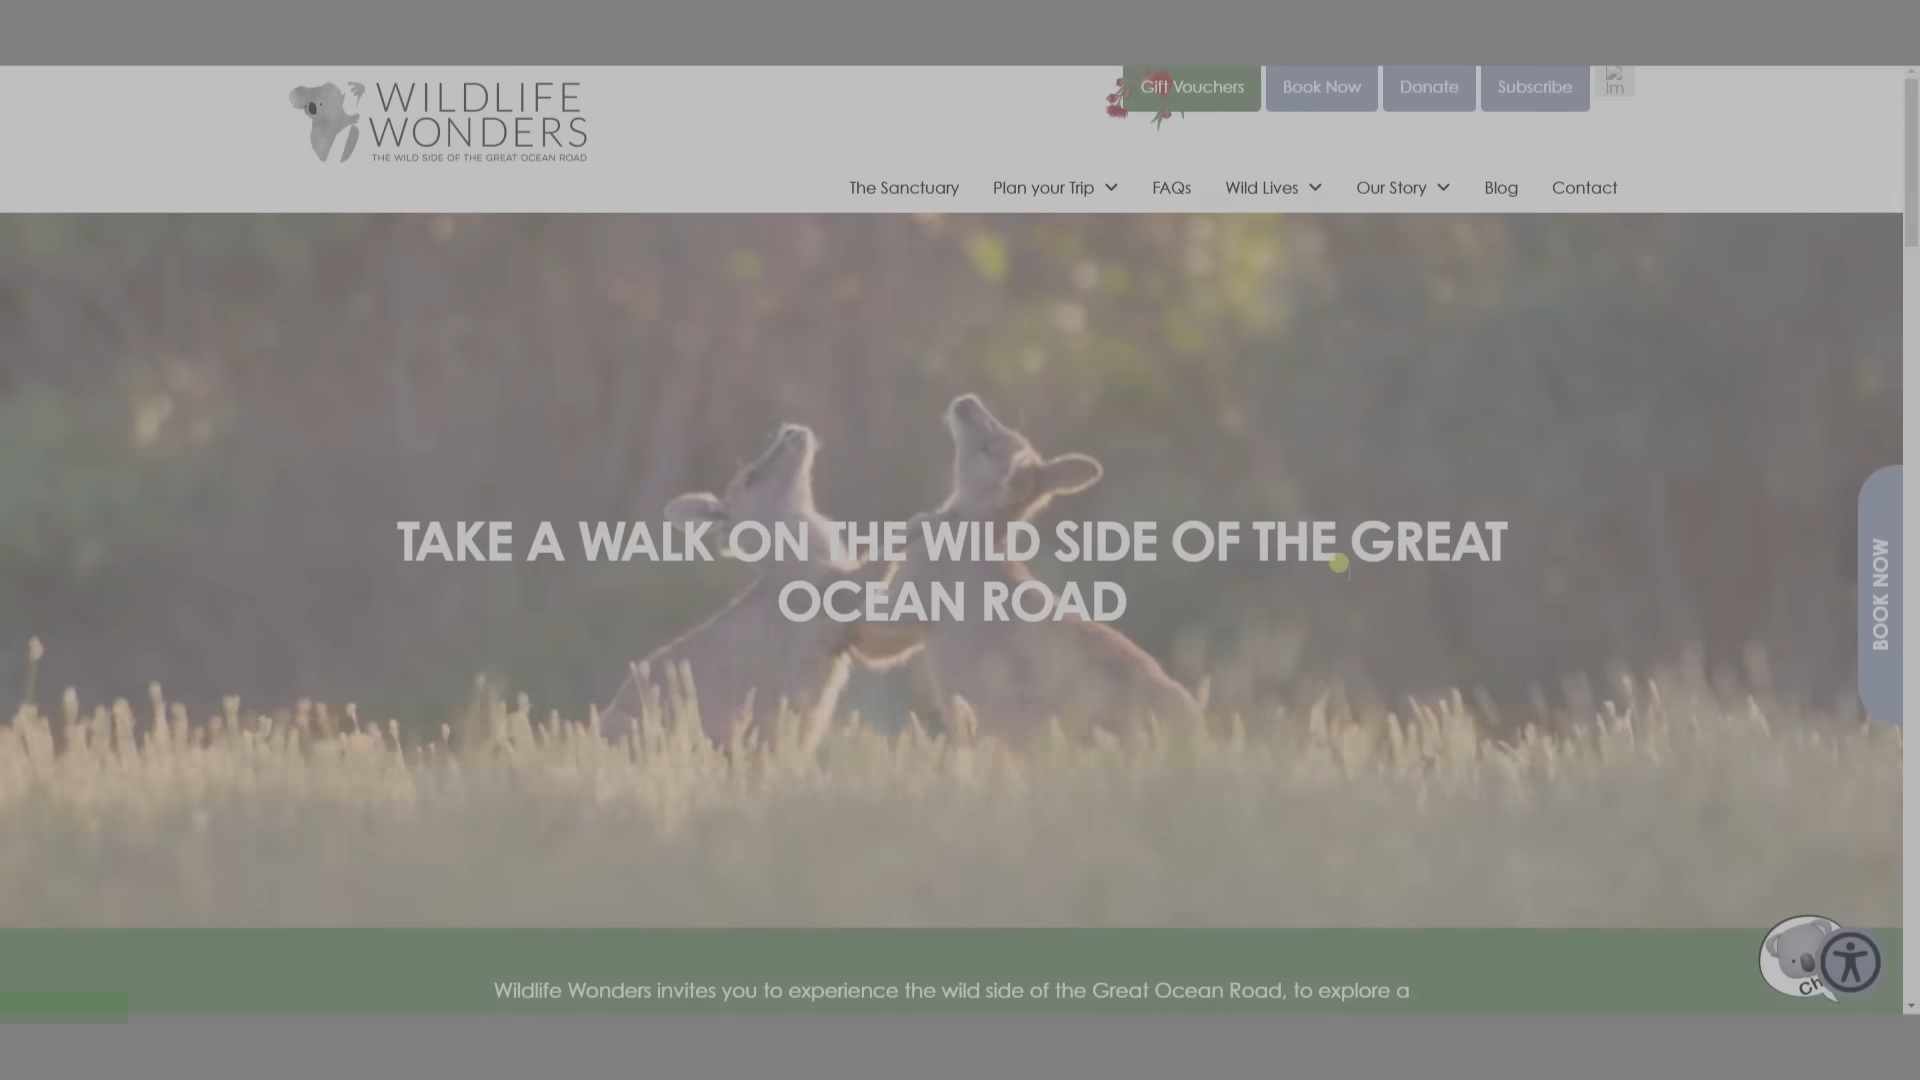 WILDLIFE
WONDERS
THE WILD SIDE OF THE GREAT OCEAN ROAD
Gift Vouchers
Book Now
Donate
Subscribe
Im
The Sanctuary
Plan your Trip
FAQs
Wild Lives
Our Story
Blog
Contact
TAKE A WALK ON THE WILD SIDE OF THE GREAT
OCEAN ROAD
BOOK NOW
Wildlife Wonders invites you to experience the wild side of the Great Ocean Road, to explore a
Ch